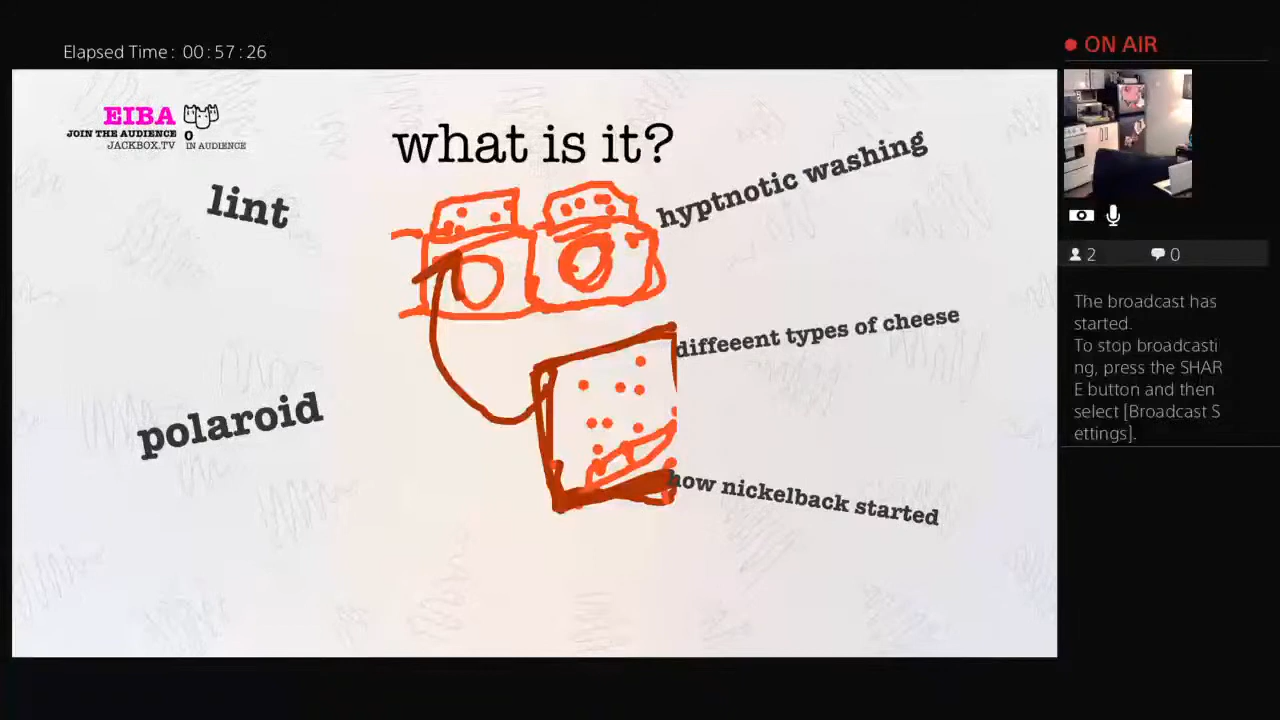 Elapsed Time: 00:57:26
ON AIR
EIBA
JOIN THE AUDIENCE
JACKBOX.TV
0
IN AUDIENCE
what is it?
lint
hyptnotic washing
differeent types of cheese
polaroid
how nickelback started
2
0
The broadcast has
started.
To stop broadcasti
ng, press the SHAR
E button and then
select [Broadcast S
ettings].